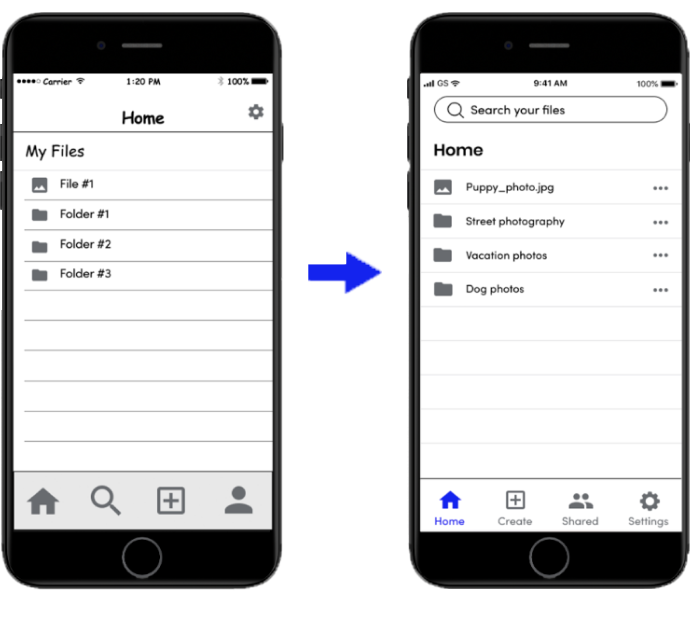 Carrier 1:20 PM 100%
Home
My Files
File #1
Folder #1
Folder #2
Folder #3
GS 9:41 AM 100%
Search your files
Home
Puppy_photo.jpg
Street photography
Vacation photos
Dog photos
Home Create Shared Settings